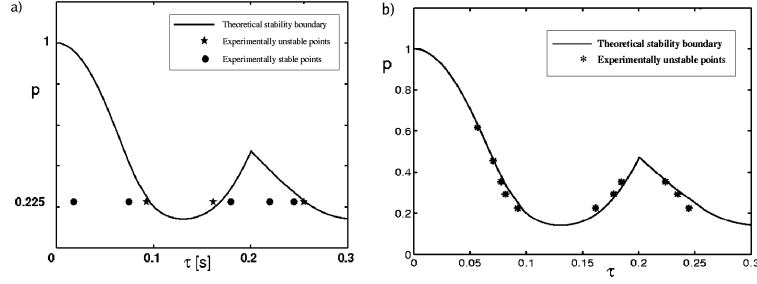 a)
Theoretical stability boundary
Experimentally unstable points
Experimentally stable points
1
p
0.225
0
0.1
0.2
0.3
τ [s]
b)
Theoretical stability boundary
Experimentally unstable points
1
p
0.8
0.6
0.4
0.2
0
0
0.05
0.1
0.15
0.2
0.25
0.3
τ